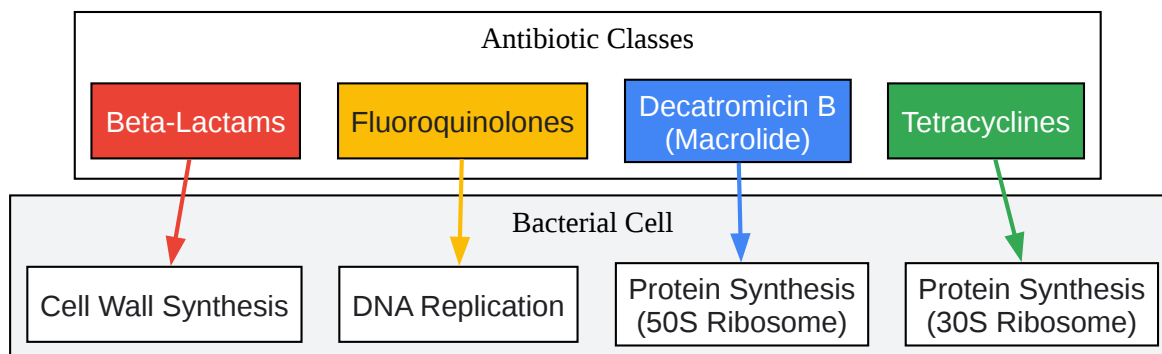 Antibiotic Classes
Beta-Lactams
Fluoroquinolones
Decatromicin B
(Macrolide)
Tetracyclines
Bacterial Cell
Cell Wall Synthesis
DNA Replication
Protein Synthesis
(50S Ribosome)
Protein Synthesis
(30S Ribosome)